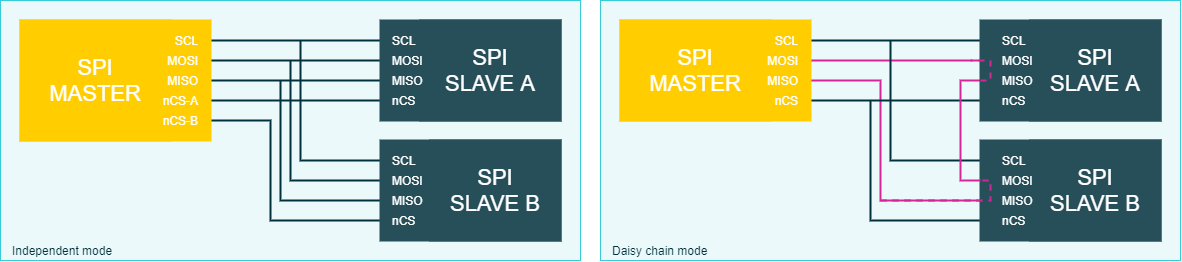 SPI
MASTER
SCL
MOSI
MISO
nCS-A
nCS-B
SCL
MOSI
MISO
nCS
SPI
SLAVE A
SCL
MOSI
MISO
nCS
SPI
SLAVE B
Independent mode
SPI
MASTER
SCL
MOSI
MISO
nCS
SCL
MOSI
MISO
nCS
SPI
SLAVE A
SCL
MOSI
MISO
nCS
SPI
SLAVE B
Daisy chain mode